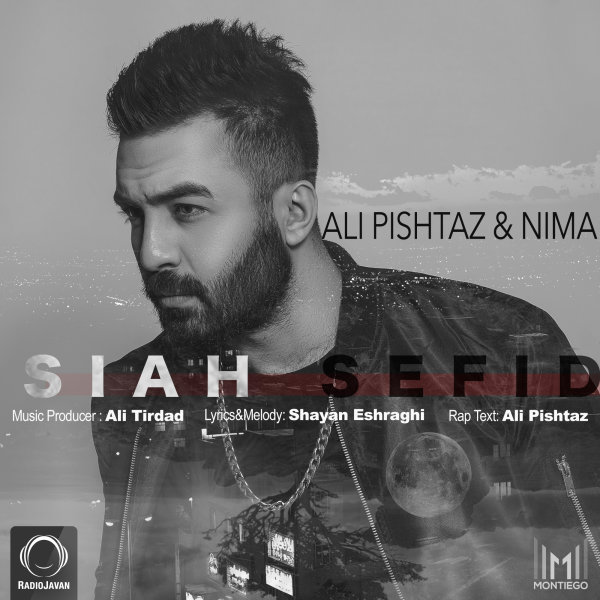 ALI PISHTAZ & NIMA
SIAH SEFID
Music Producer : Ali Tirdad Lyrics&Melody: Shayan Eshraghi Rap Text: Ali Pishtaz
RADIOJAVAN
MONTIEGO